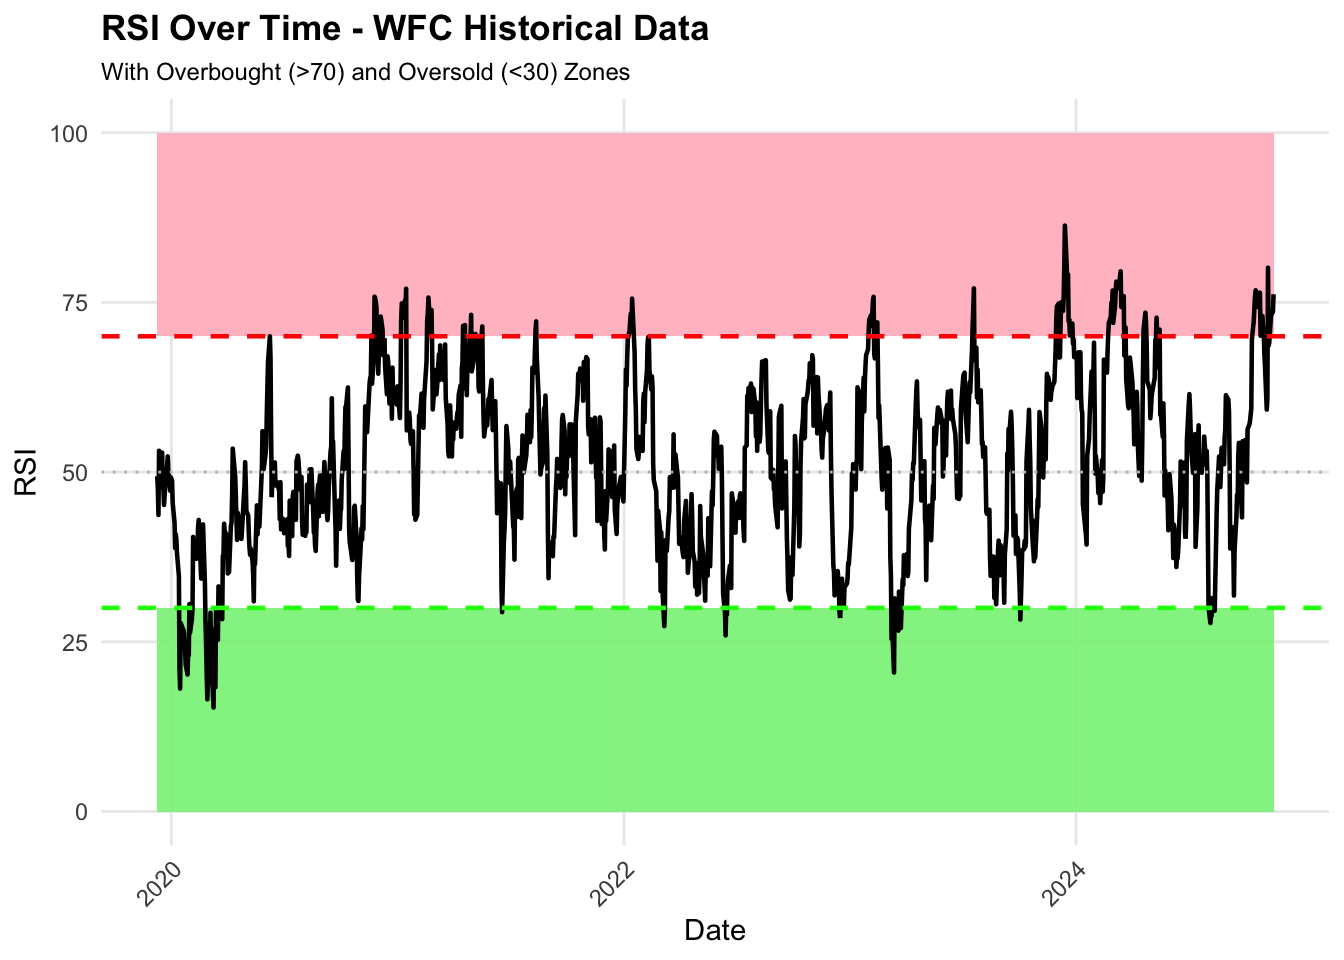 RSI Over Time - WFC Historical Data
With Overbought (>70) and Oversold (<30) Zones
100
75
50
25
0
RSI
2020
2022
2024
Date